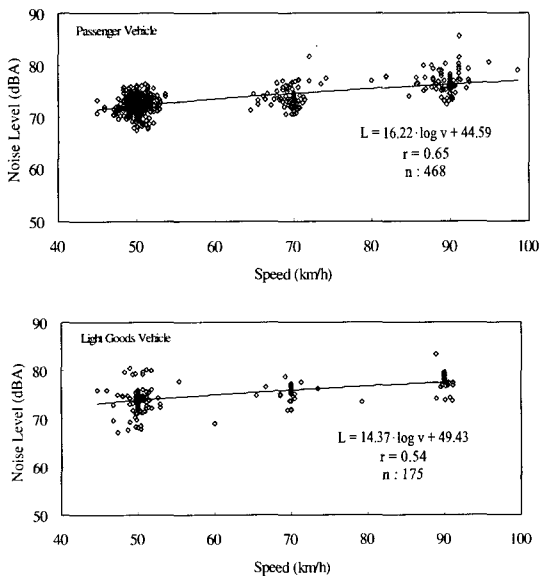 Passenger Vehicle
90
80
70
60
50
Noise Level (dBA)
L = 16.22·log v + 44.59
r = 0.65
n : 468
40 50 60 70 80 90 100
Speed (km/h)
Light Goods Vehicle
90
80
70
60
50
Noise Level (dBA)
L = 14.37·log v + 49.43
r = 0.54
n : 175
40 50 60 70 80 90 100
Speed (km/h)